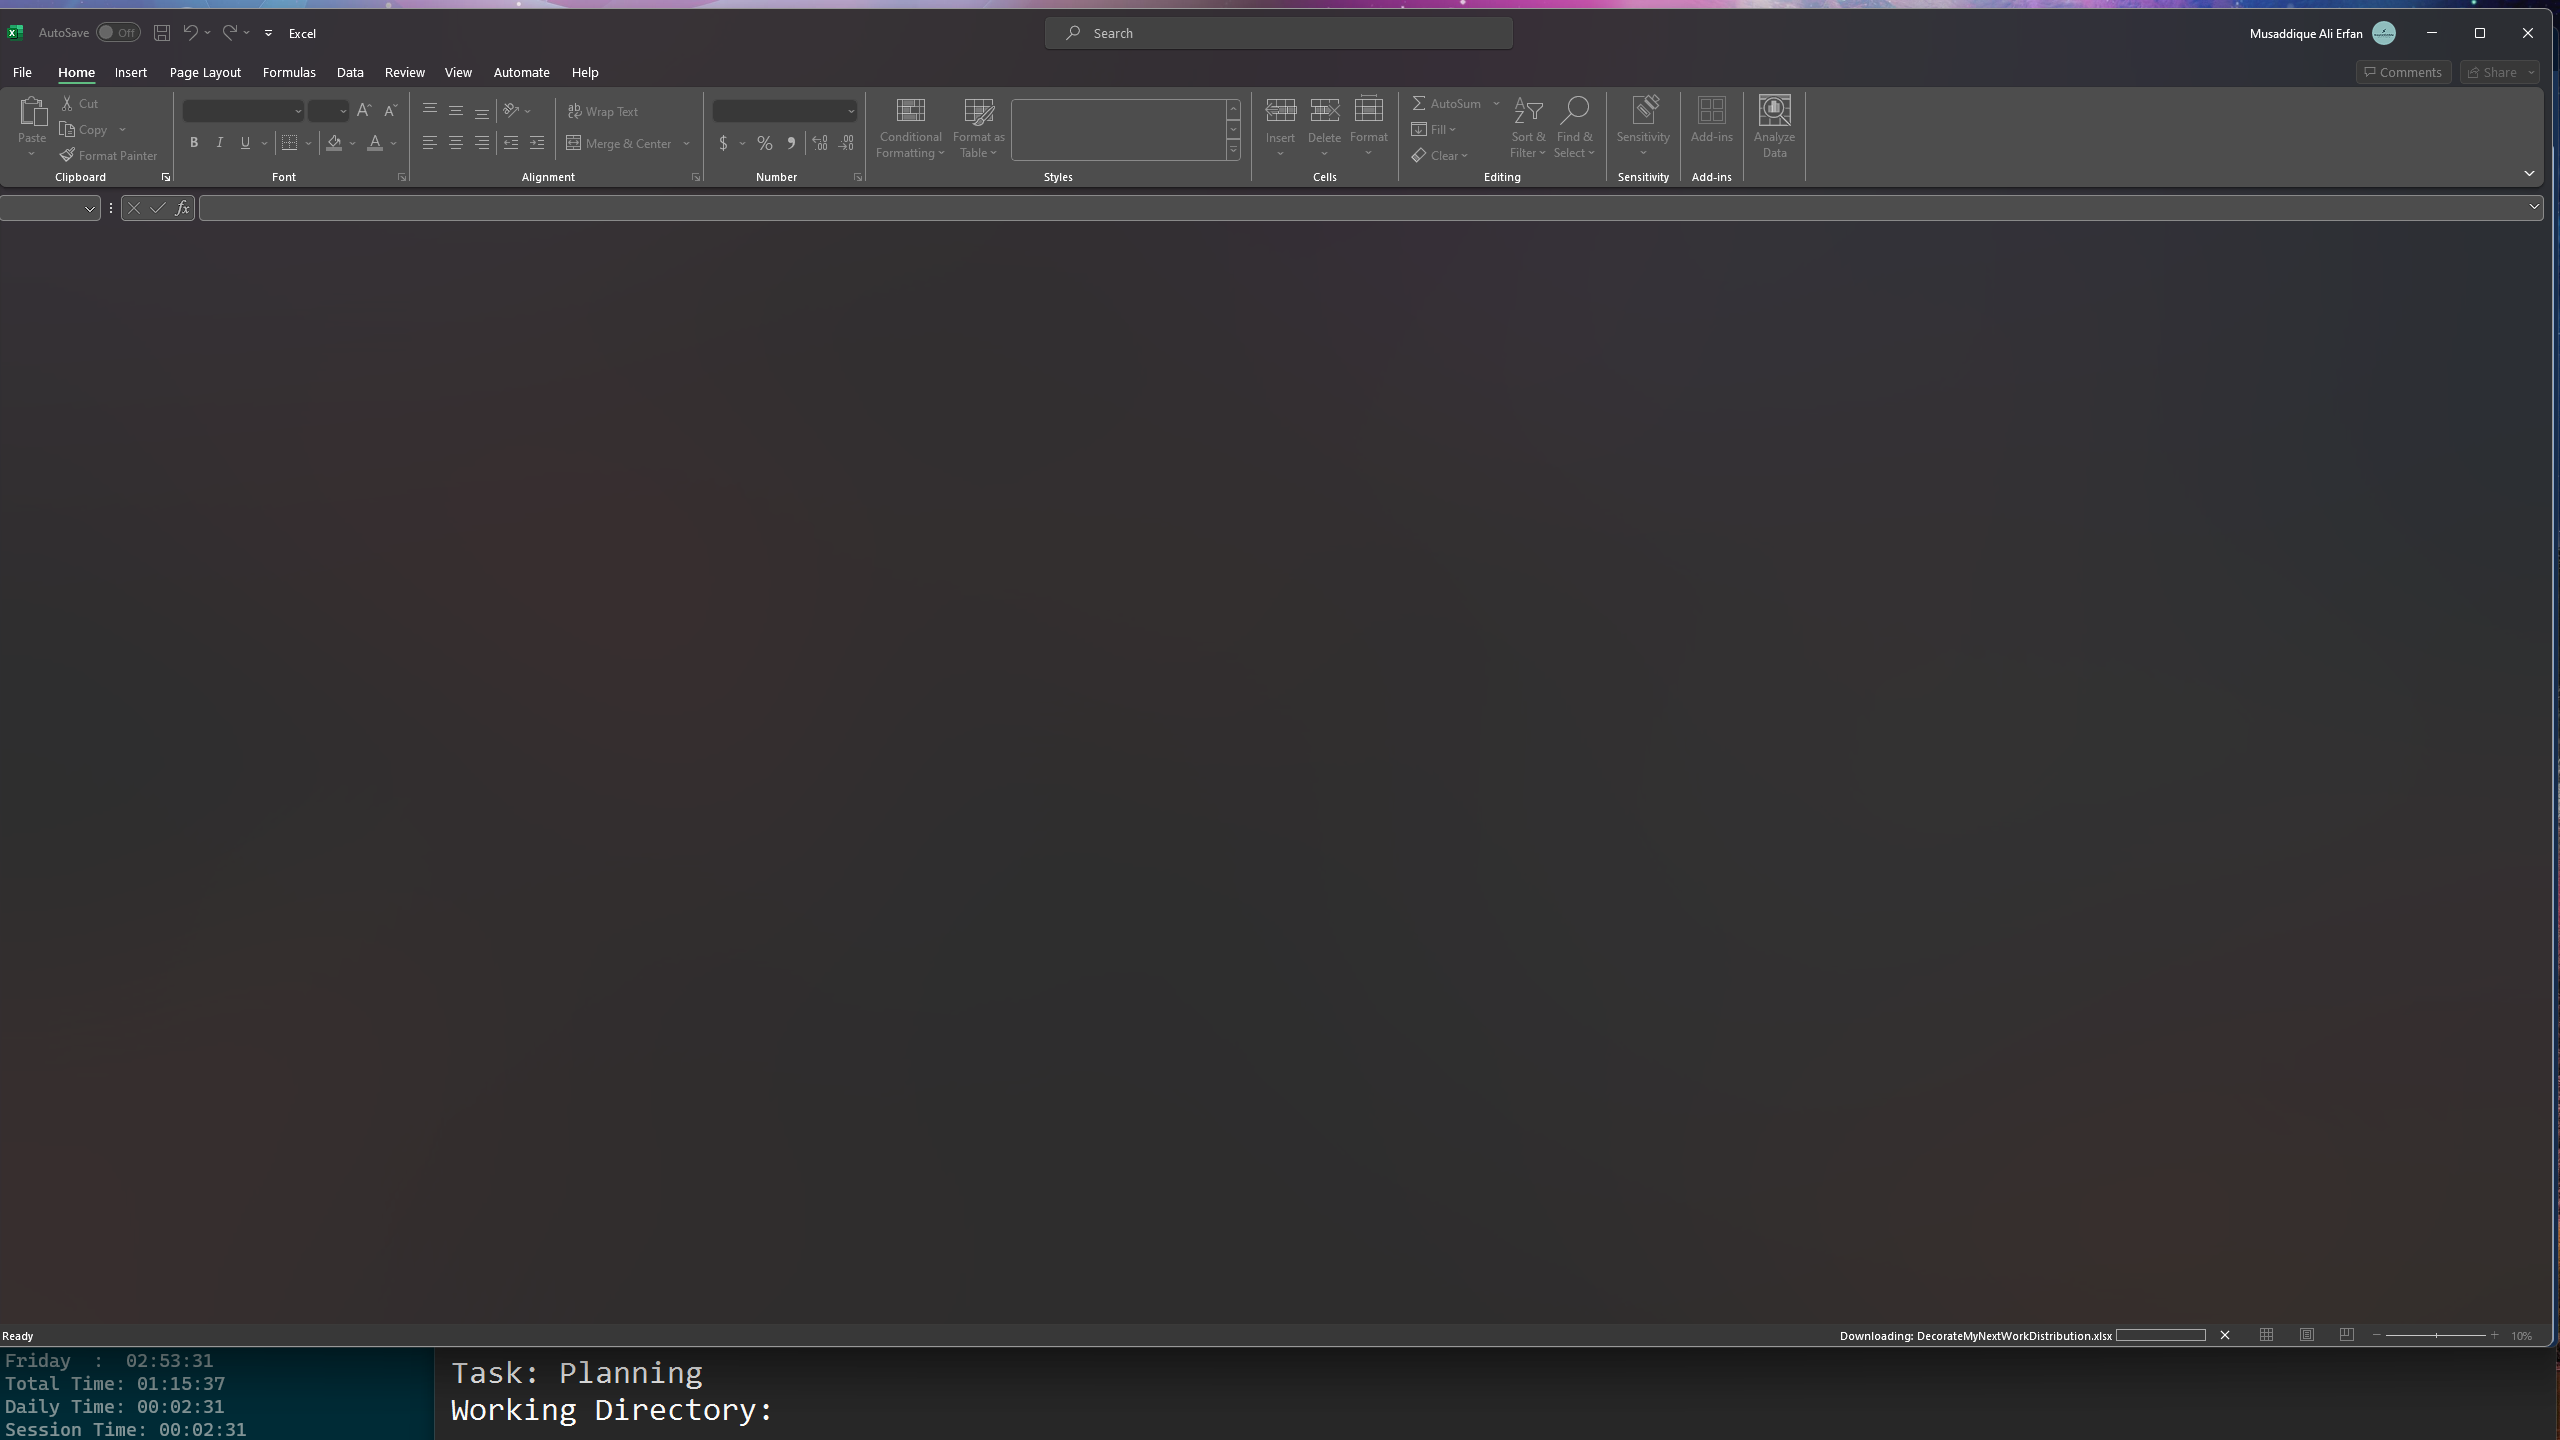 AutoSave Off Excel
Search
Musaddique Ali Erfan
File Home Insert Page Layout Formulas Data Review View Automate Help
Comments Share
Paste
Cut
Copy
Format Painter
Clipboard
B I U A
Font
ab Wrap Text
Merge & Center
Alignment
$ % 9 .00 .00
Number
Conditional Formatting
Format as Table
Styles
Insert Delete Format
Cells
AutoSum
Fill
Clear
Sort & Filter
Find & Select
Editing
Sensitivity
Sensitivity
Add-ins
Add-ins
Analyze Data
fx
Ready
Downloading: DecorateMyNextWorkDistribution.xlsx
10%
Friday : 02:53:31
Total Time: 01:15:37
Daily Time: 00:02:31
Session Time: 00:02:31
Task: Planning
Working Directory: